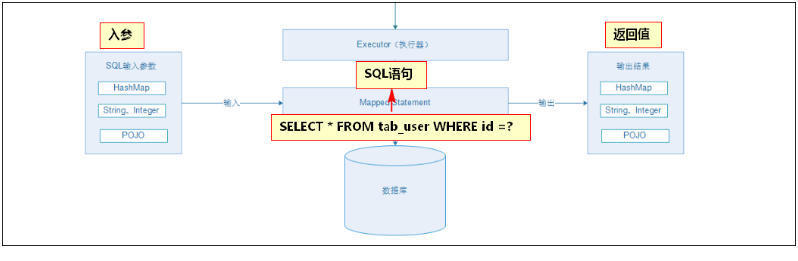 入参
SQL输入参数
HashMap
String、Integer
POJO
输入
Executor（执行器）
SQL语句
Mapped Statement
SELECT * FROM tab_user WHERE id =?
数据库
输出
返回值
输出结果
HashMap
String、Integer
POJO